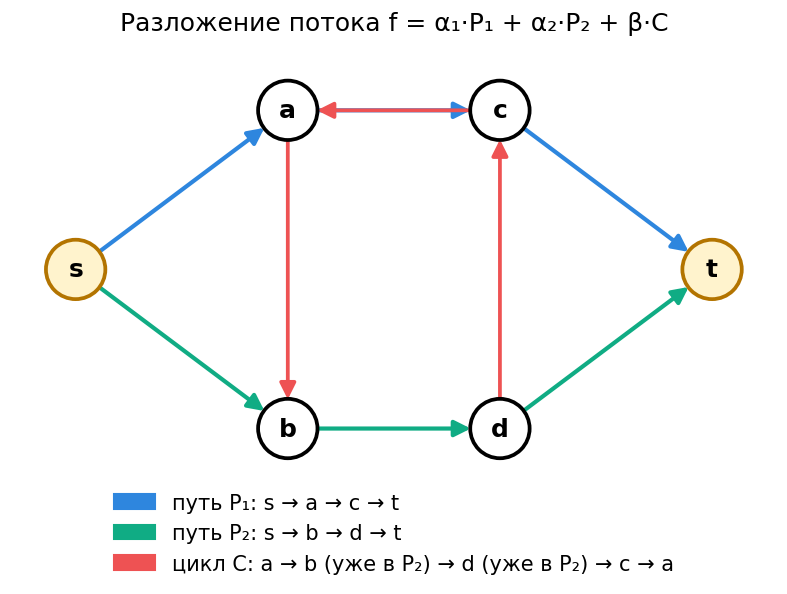 Разложение потока f = α₁·P₁ + α₂·P₂ + β·C
a
c
s
t
b
d
путь P₁: s → a → c → t
путь P₂: s → b → d → t
цикл C: a → b (уже в P₂) → d (уже в P₂) → c → a